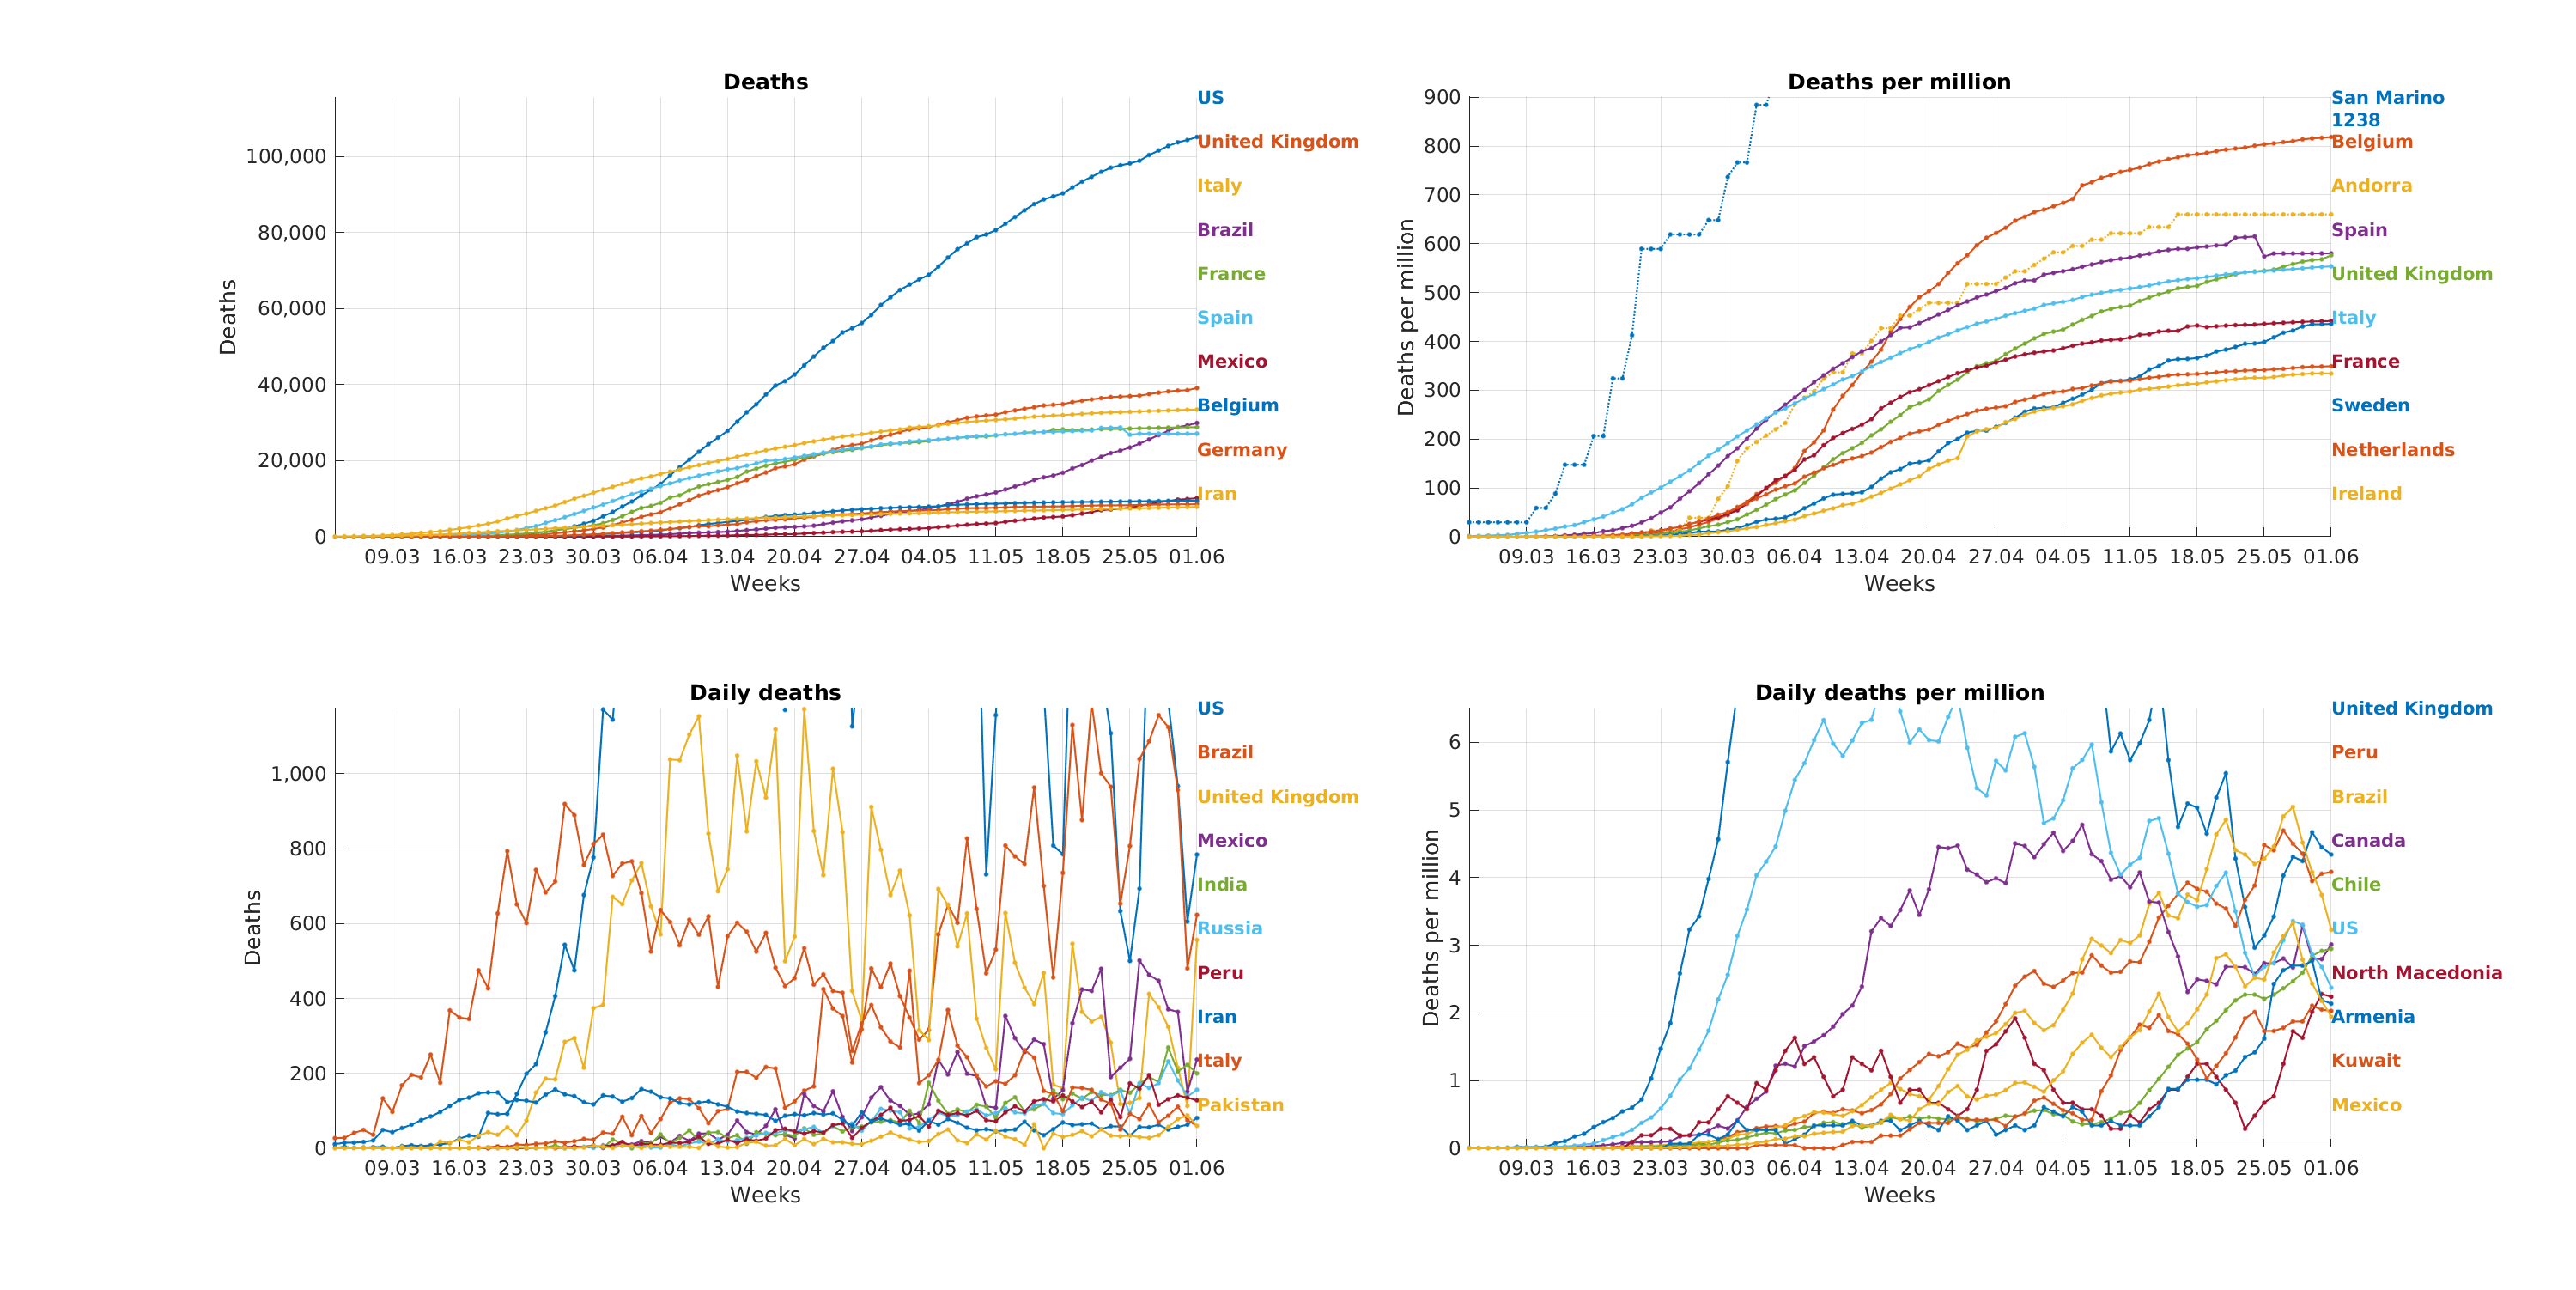 Deaths
100,000
80,000
60,000
40,000
20,000
0
Deaths
09.03 16.03 23.03 30.03 06.04 13.04 20.04 27.04 04.05 11.05 18.05 25.05 01.06
Weeks
US
United Kingdom
Italy
Brazil
France
Spain
Mexico
Belgium
Germany
Iran
Deaths per million
900
800
700
600
500
400
300
200
100
0
Deaths per million
09.03 16.03 23.03 30.03 06.04 13.04 20.04 27.04 04.05 11.05 18.05 25.05 01.06
Weeks
San Marino
1238
Belgium
Andorra
Spain
United Kingdom
Italy
France
Sweden
Netherlands
Ireland
Daily deaths
1,000
800
600
400
200
0
Deaths
09.03 16.03 23.03 30.03 06.04 13.04 20.04 27.04 04.05 11.05 18.05 25.05 01.06
Weeks
US
Brazil
United Kingdom
Mexico
India
Russia
Peru
Iran
Italy
Pakistan
Daily deaths per million
6
5
4
3
2
1
0
Deaths per million
09.03 16.03 23.03 30.03 06.04 13.04 20.04 27.04 04.05 11.05 18.05 25.05 01.06
Weeks
United Kingdom
Peru
Brazil
Canada
Chile
US
North Macedonia
Armenia
Kuwait
Mexico